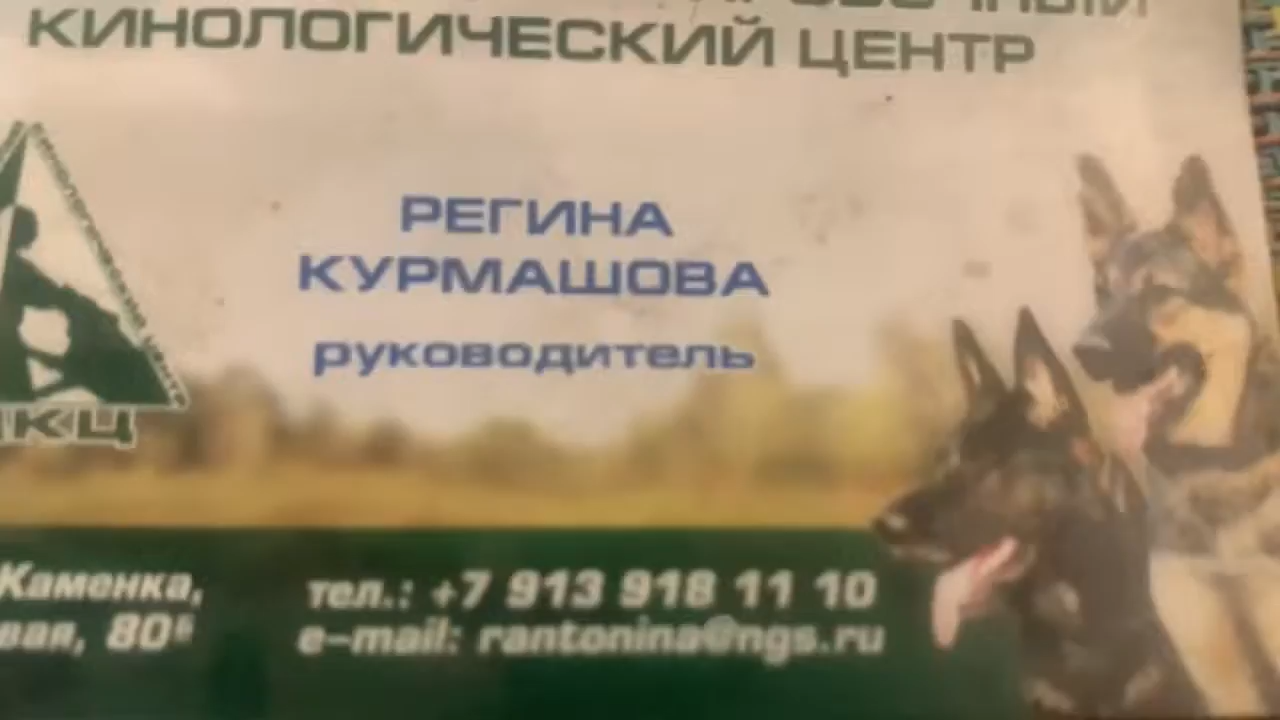 КИНОЛОГИЧЕСКИЙ ЦЕНТР
РЕГИНА
КУРМАШОВА
руководитель
КЦ
Каменка,
вая, 80Б
тел.: +7 913 918 11 10
e-mail: rantonina@ngs.ru